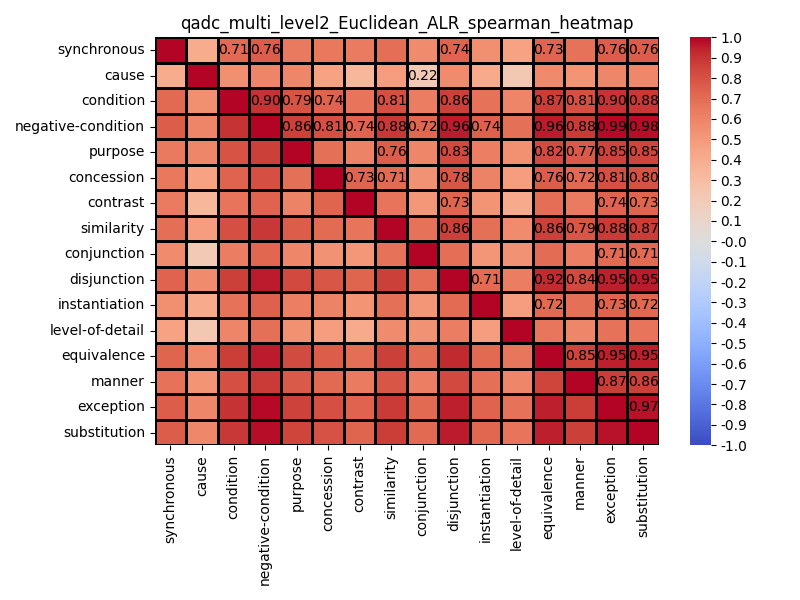 qadc_multi_level2_Euclidean_ALR_spearman_heatmap
synchronous 0.71 0.76 0.74 0.73 0.76 0.76
cause 0.22
condition 0.90 0.79 0.74 0.81 0.86 0.87 0.81 0.90 0.88
negative-condition 0.86 0.81 0.74 0.88 0.72 0.96 0.74 0.96 0.88 0.99 0.98
purpose 0.76 0.83 0.82 0.77 0.85 0.85
concession 0.73 0.71 0.78 0.76 0.72 0.81 0.80
contrast 0.73 0.74 0.73
similarity 0.86 0.86 0.79 0.88 0.87
conjunction 0.71 0.71
disjunction 0.71 0.92 0.84 0.95 0.95
instantiation 0.72 0.73 0.72
level-of-detail
equivalence 0.85 0.95 0.95
manner 0.87 0.86
exception 0.97
substitution
synchronous
cause
condition
negative-condition
purpose
concession
contrast
similarity
conjunction
disjunction
instantiation
level-of-detail
equivalence
manner
exception
substitution
1.0
0.9
0.8
0.7
0.6
0.5
0.4
0.3
0.2
0.1
-0.0
-0.1
-0.2
-0.3
-0.4
-0.5
-0.6
-0.7
-0.8
-0.9
-1.0